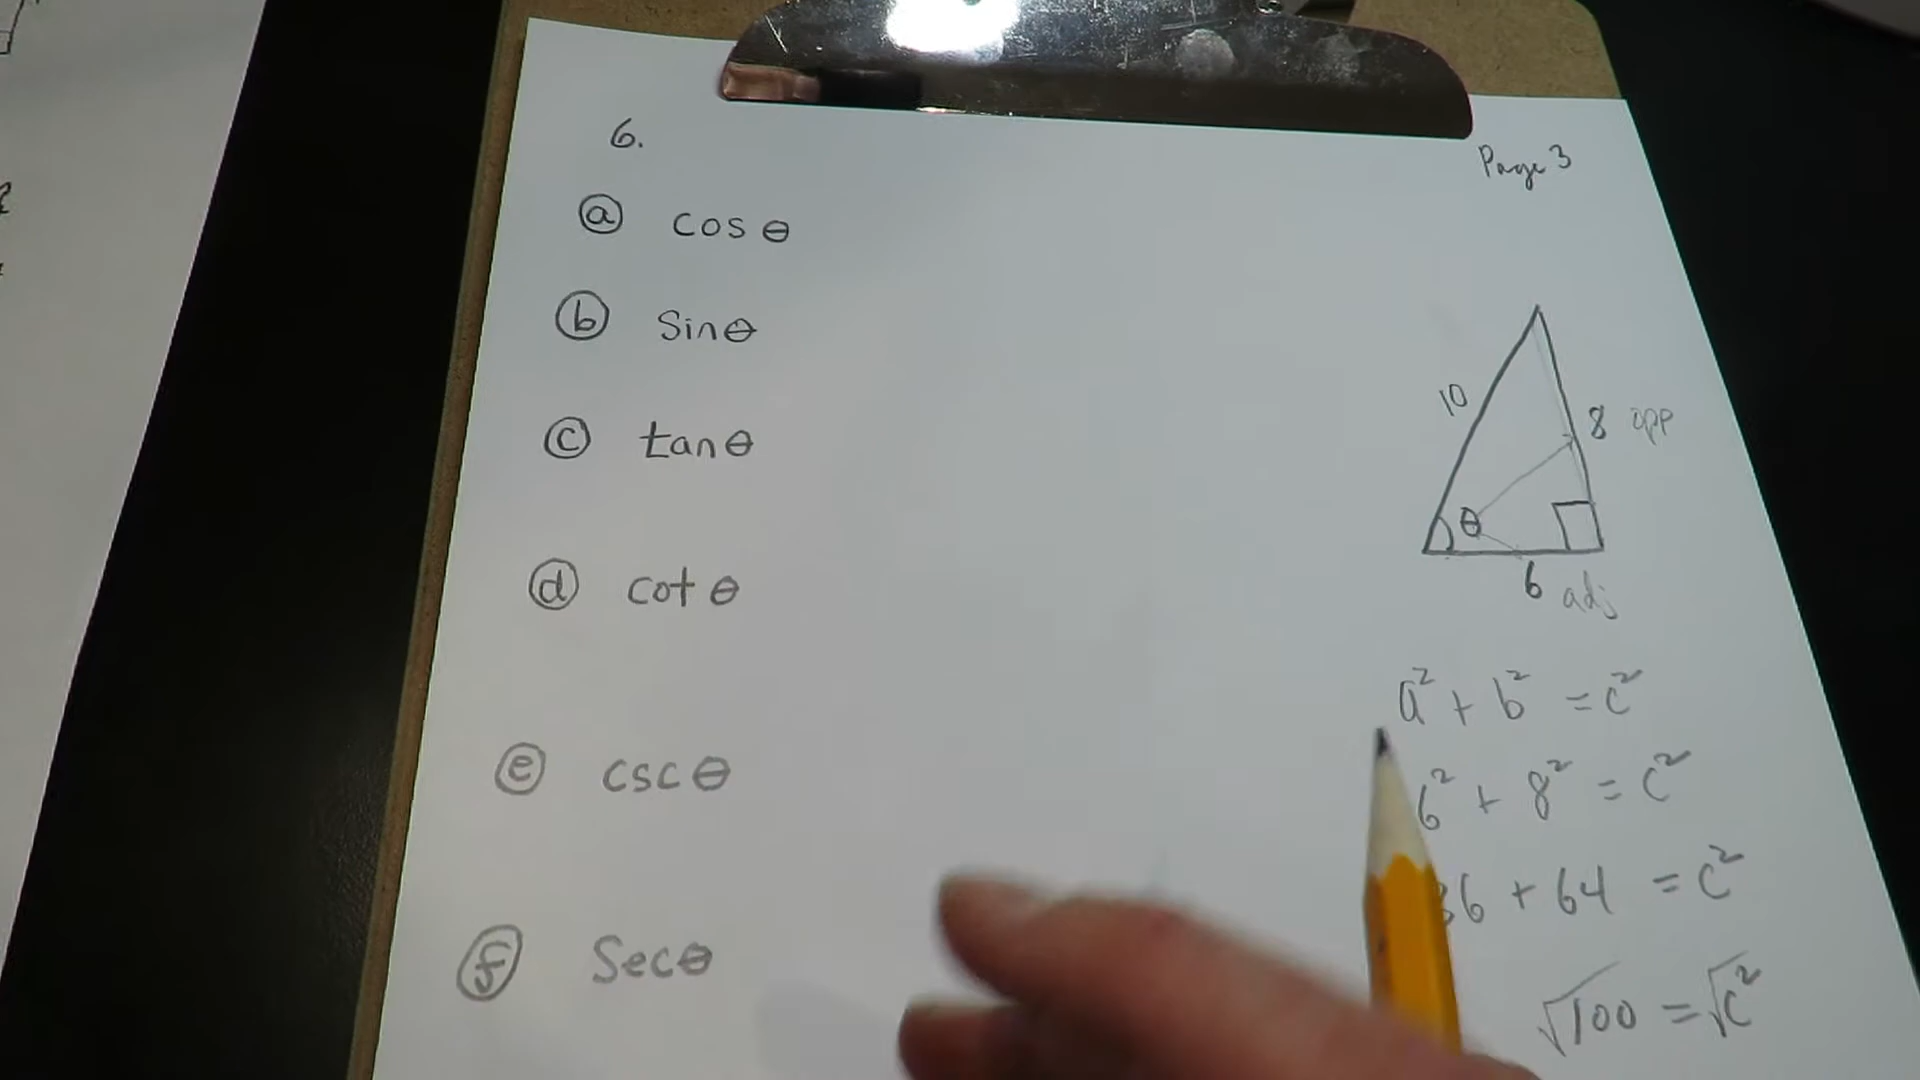 6.
Page 3
ⓐ cos θ
ⓑ sin θ
ⓒ tan θ
ⓓ cot θ
ⓔ csc θ
ⓕ Sec θ
10
8 opp
θ
6 adj
a² + b² = c²
6² + 8² = c²
36 + 64 = c²
√100 = √c²